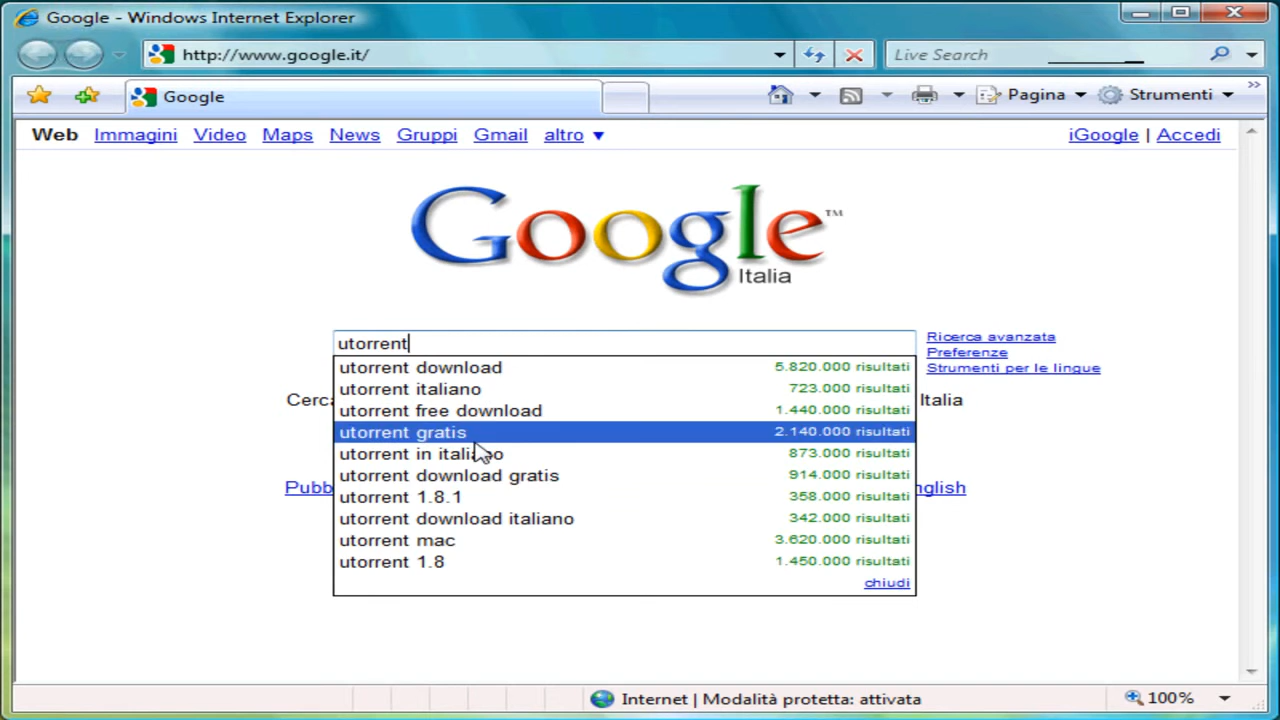 Google - Windows Internet Explorer
http://www.google.it/
Live Search
Google
Pagina
Strumenti
Web Immagini Video Maps News Gruppi Gmail altro ▼
iGoogle | Accedi
Google™
Italia
utorrent
Ricerca avanzata
Preferenze
Strumenti per le lingue
utorrent download 5.820.000 risultati
utorrent italiano 723.000 risultati
Italia
utorrent free download 1.440.000 risultati
utorrent gratis 2.140.000 risultati
utorrent in italiano 873.000 risultati
utorrent download gratis 914.000 risultati
utorrent 1.8.1 358.000 risultati
utorrent download italiano 342.000 risultati
utorrent mac 3.620.000 risultati
utorrent 1.8 1.450.000 risultati
chiudi
Internet | Modalità protetta: attivata
100%